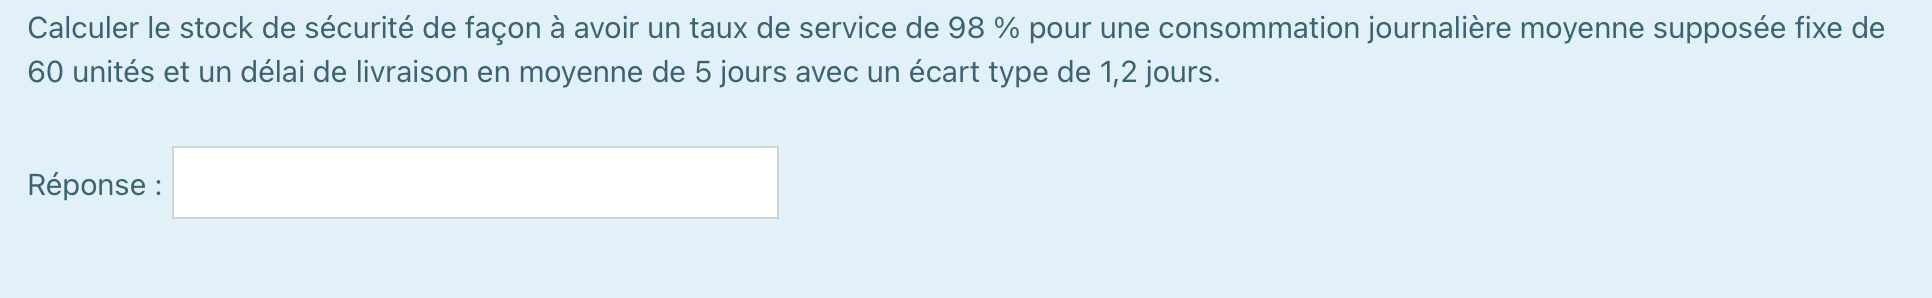 Calculer le stock de sécurité de façon à avoir un taux de service de 98 % pour une consommation journalière moyenne supposée fixe de
60 unités et un délai de livraison en moyenne de 5 jours avec un écart type de 1,2 jours.
Réponse :